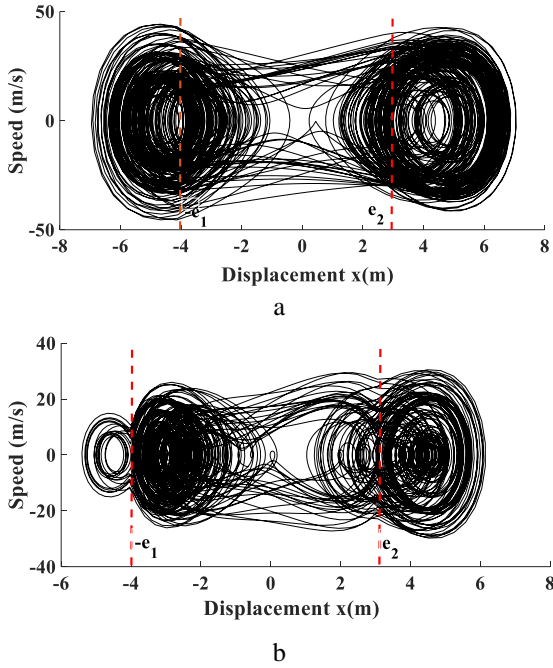 50
Speed (m/s)
0
-50
-e1
e2
-8 -6 -4 -2 0 2 4 6 8
Displacement x(m)
a
40
20
Speed (m/s)
0
-20
-40
-e1
e2
-6 -4 -2 0 2 4 6 8
Displacement x(m)
b